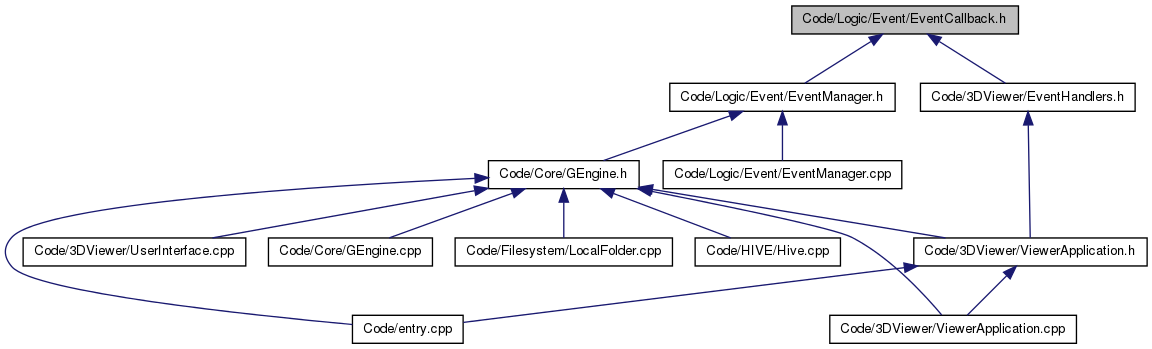 Code/Logic/Event/EventCallback.h
Code/Logic/Event/EventManager.h
Code/3DViewer/EventHandlers.h
Code/Core/GEngine.h
Code/Logic/Event/EventManager.cpp
Code/3DViewer/UserInterface.cpp
Code/Core/GEngine.cpp
Code/Filesystem/LocalFolder.cpp
Code/HIVE/Hive.cpp
Code/3DViewer/ViewerApplication.h
Code/entry.cpp
Code/3DViewer/ViewerApplication.cpp